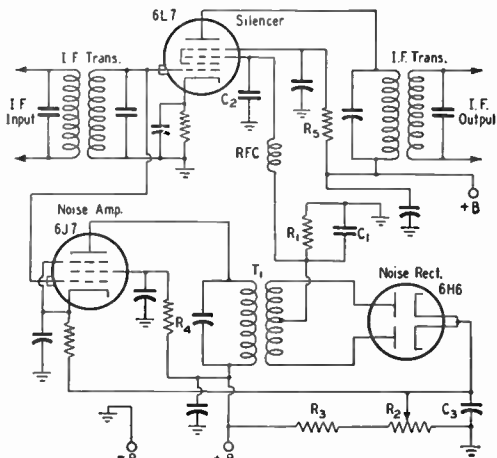 6L7
Silencer
I F Trans.
I.F. Trans.
I F
Input
C2
R5
I.F.
Output
RFC
+B
Noise Amp.
6J7
R1
C1
T1
Noise Rect.
6H6
R4
R3
R2
C3
-B
+B